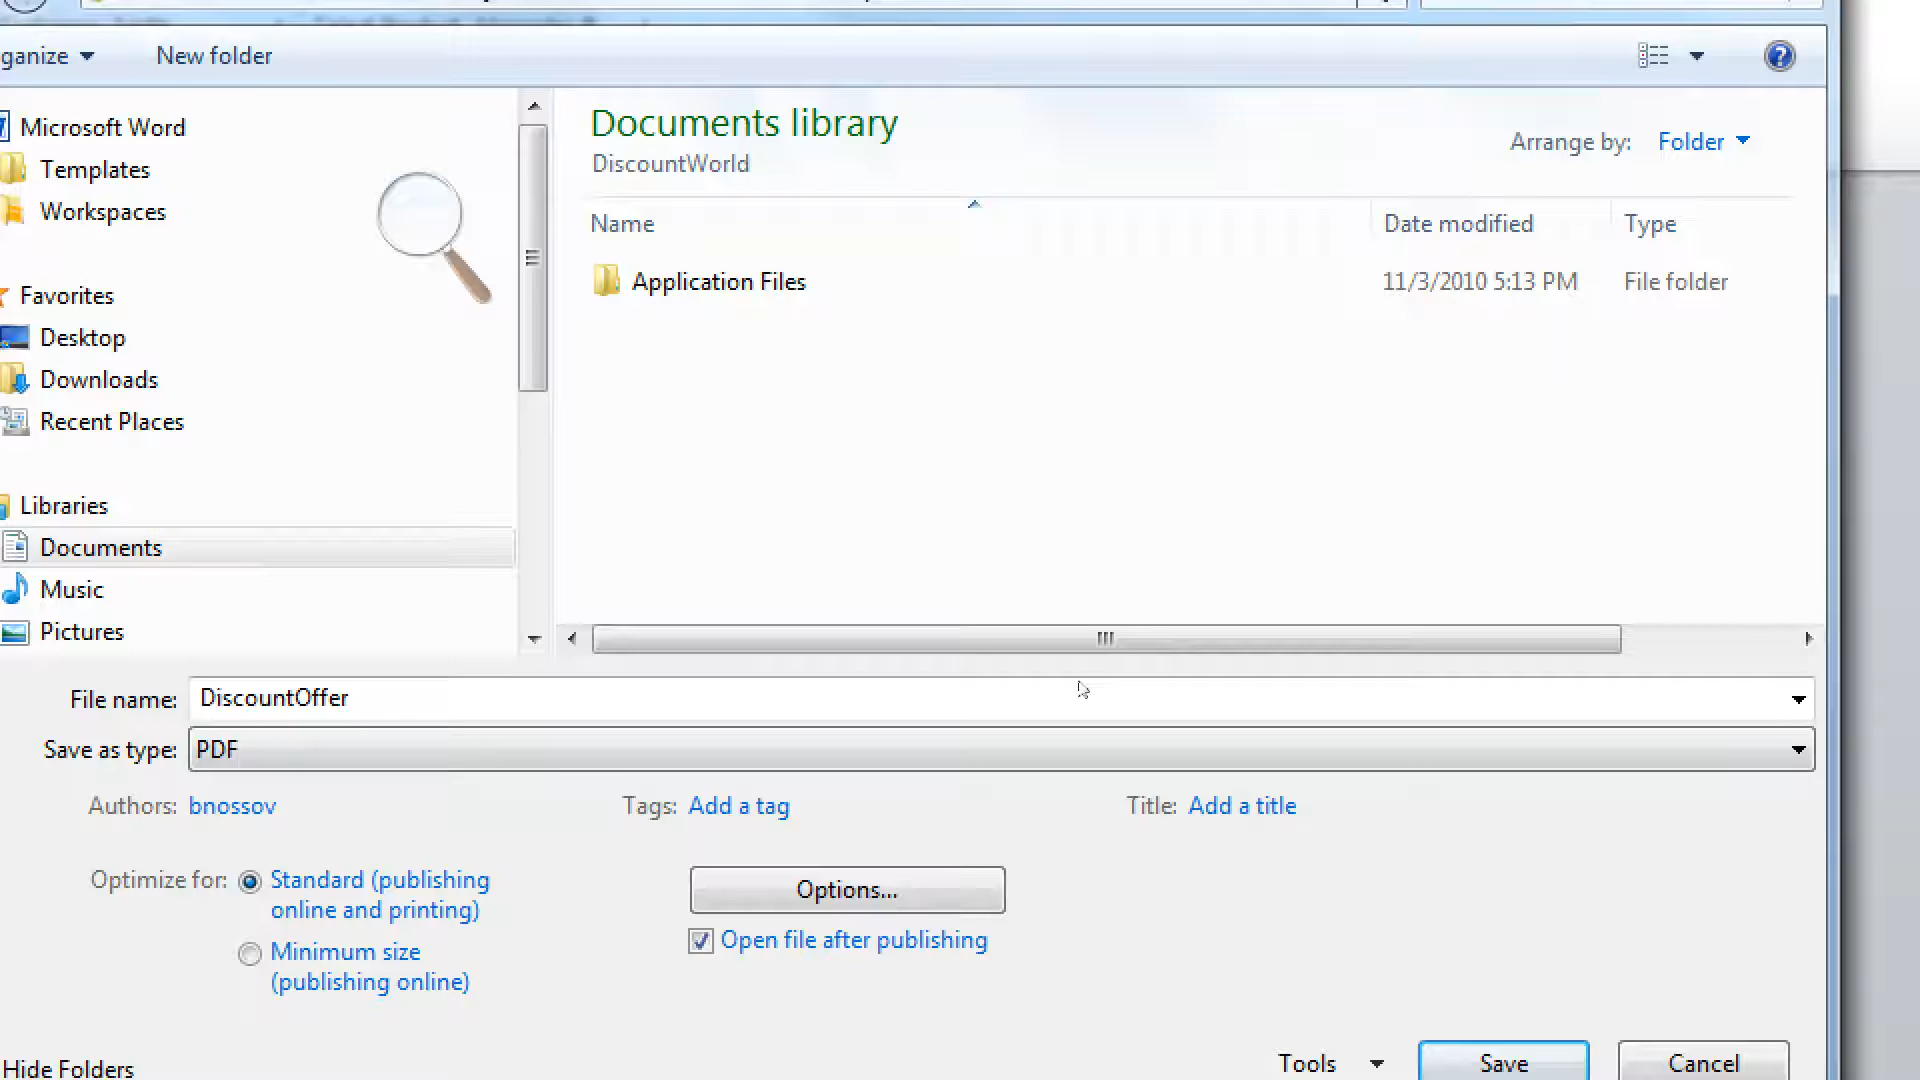 ganize
New folder
Microsoft Word
Templates
Workspaces
Favorites
Desktop
Downloads
Recent Places
Libraries
Documents
Music
Pictures
Documents library
DiscountWorld
Arrange by: Folder
Name Date modified Type
Application Files 11/3/2010 5:13 PM File folder
File name: DiscountOffer
Save as type: PDF
Authors: bnossov Tags: Add a tag Title: Add a title
Optimize for: Standard (publishing
online and printing)
Minimum size
(publishing online)
Options...
Open file after publishing
Hide Folders Tools Save Cancel